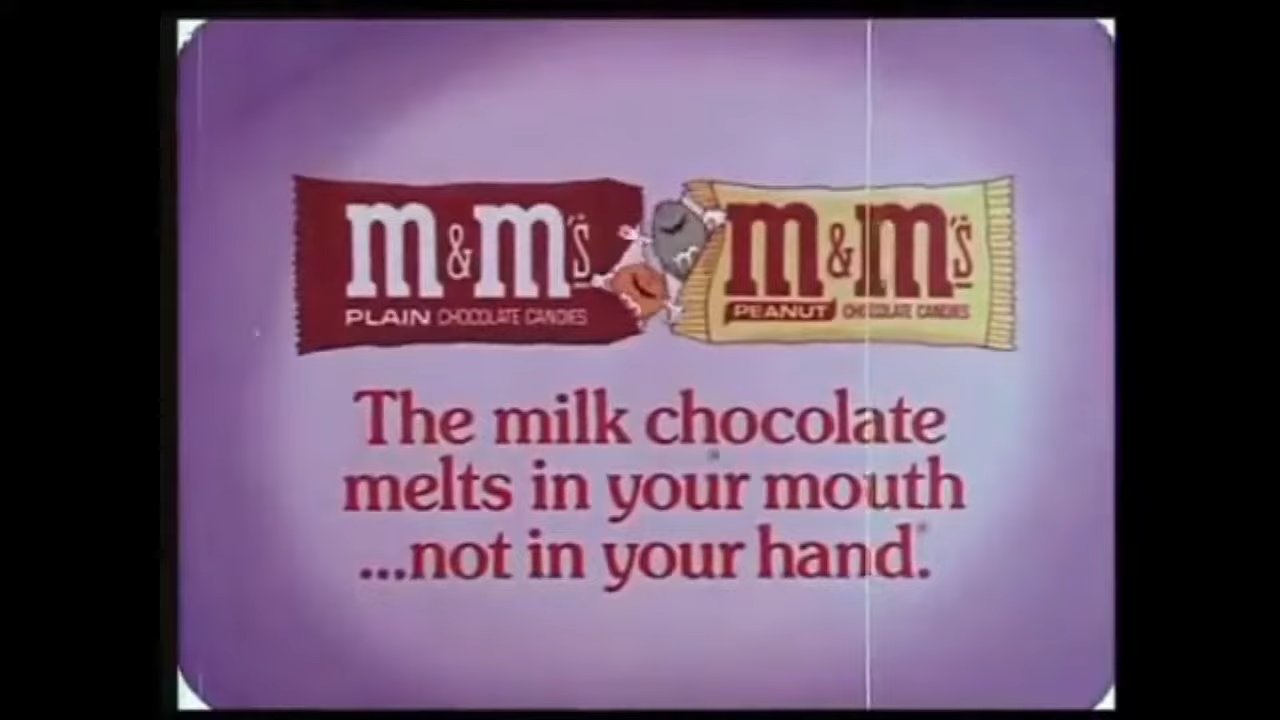 m&m's
PLAIN CHOCOLATE CANDIES
m&m's
PEANUT CHOCOLATE CANDIES
The milk chocolate
melts in your mouth
...not in your hand.®